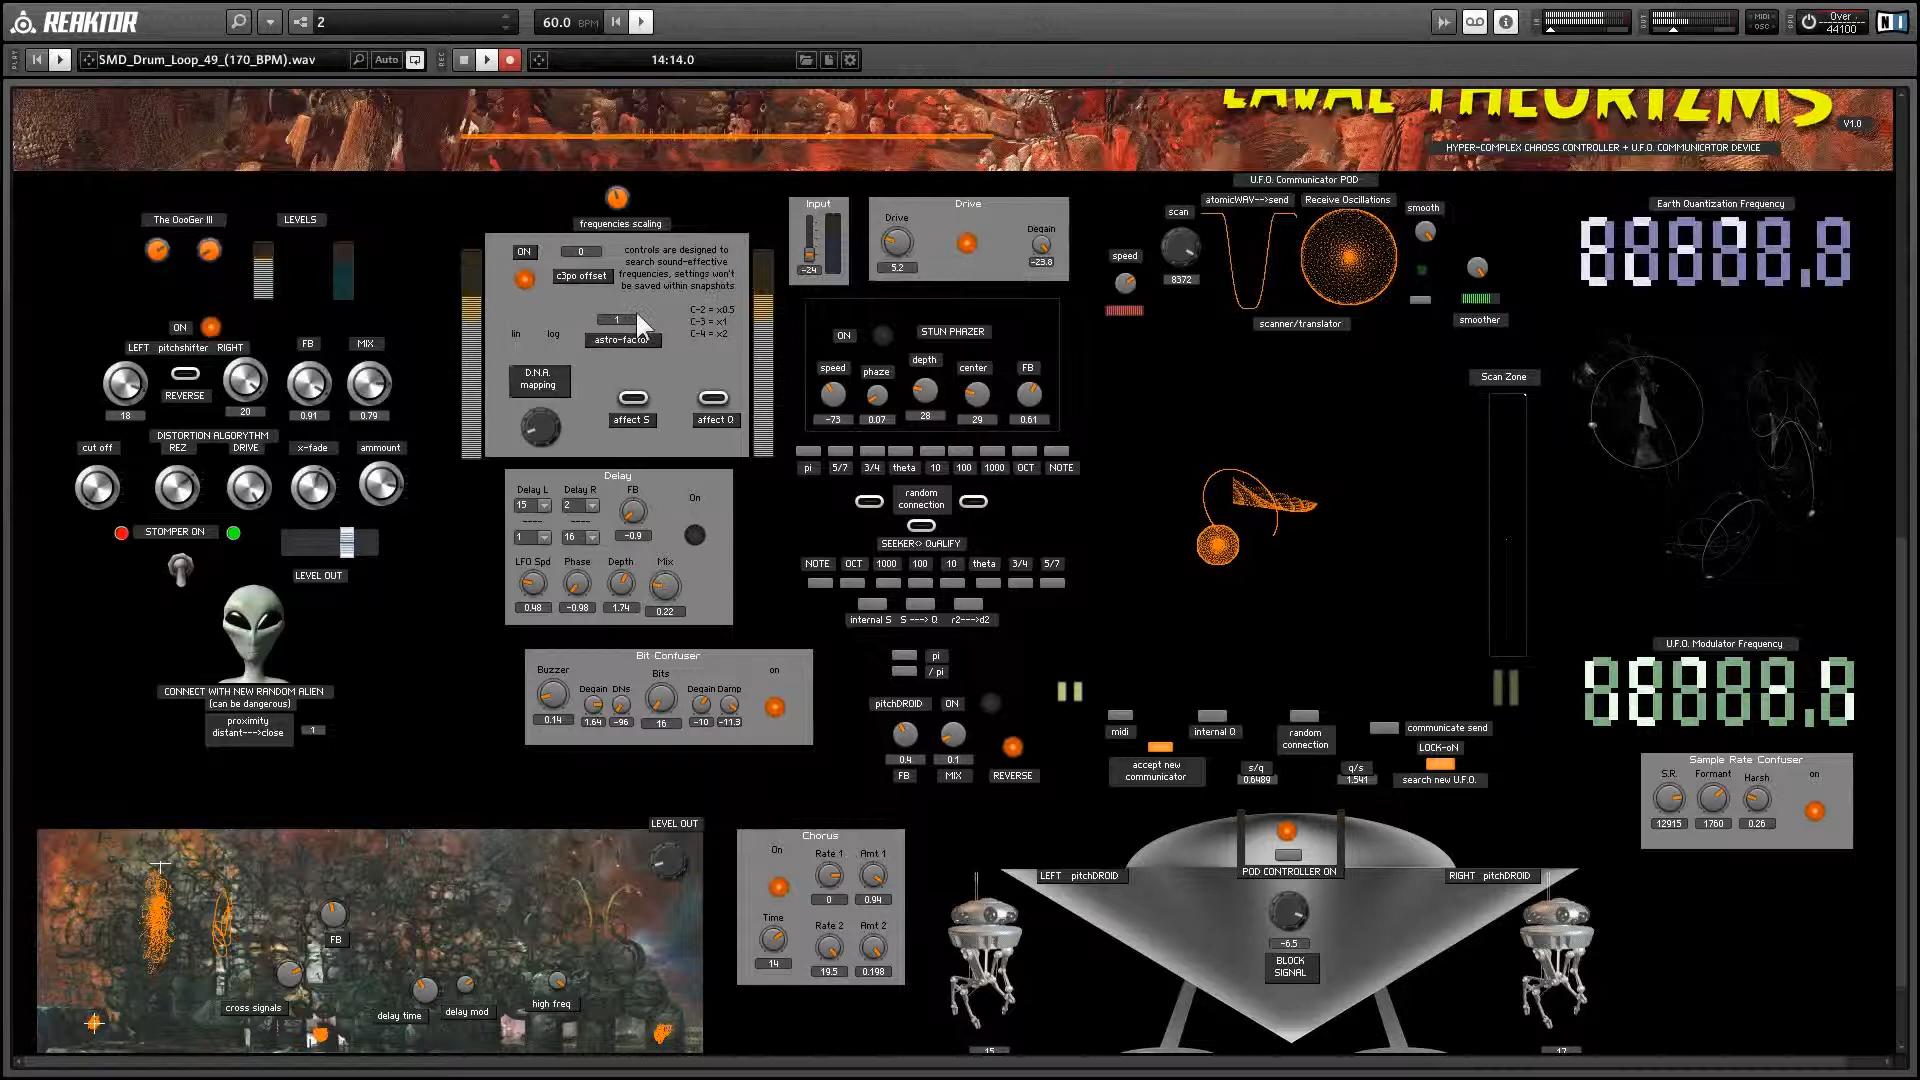 REAKTOR
2
60.0 BPM
MIDI
OSC
Over
44100
NI
PLAY
SMD_Drum_Loop_49_(170_BPM).wav
Auto
REC
14:14.0
LAVAL THEORIZMS
V1.0
HYPER-COMPLEX CHAOSS CONTROLLER + U.F.O. COMMUNICATOR DEVICE
The OooGer III
LEVELS
ON
LEFT pitchshifter RIGHT
FB
MIX
REVERSE
18
20
0.91
0.79
DISTORTION ALGORYTHM
cut off
REZ
DRIVE
x-fade
ammount
STOMPER ON
LEVEL OUT
CONNECT WITH NEW RANDOM ALIEN
(can be dangerous)
proximity
distant--->close
1
frequencies scaling
ON
0
c3po offset
controls are designed to
search sound-effective
frequencies, settings won't
be saved within snapshots
C-2 = x0.5
C-3 = x1
C-4 = x2
1
lin
log
astro-factor
D.N.A.
mapping
affect S
affect Q
Delay
Delay L
Delay R
FB
On
15
2
----
----
1
16
-0.9
LFO Spd
Phase
Depth
Mix
0.48
-0.98
1.74
0.22
Bit Confuser
Buzzer
Degain
DNs
Bits
Degain
Damp
on
0.14
1.64
-96
16
-10
-11.3
Input
-24
Drive
Drive
5.2
Degain
-23.8
ON
STUN PHAZER
speed
phaze
depth
center
FB
-73
0.07
28
29
0.61
pi
5/7
3/4
theta
10
100
1000
OCT
NOTE
random
connection
SEEKER<> QuALIFY
NOTE
OCT
1000
100
10
theta
3/4
5/7
internal S
S ---> Q
r2--->d2
pi
/ pi
pitchDROID
ON
0.4
0.1
FB
MIX
REVERSE
U.F.O. Communicator POD
atomicWAV-->send
Receive Oscillations
scan
smooth
speed
8372
scanner/translator
smoother
Scan Zone
midi
internal Q
random
connection
communicate send
LOCK-oN
accept new
communicator
s/q
0.6489
q/s
1.541
search new U.F.O.
Earth Quantization Frequency
U.F.O. Modulator Frequency
Sample Rate Confuser
S.R.
Formant
Harsh
on
12915
1760
0.26
LEVEL OUT
FB
cross signals
delay time
delay mod
high freq
Chorus
On
Rate 1
Amt 1
0
0.94
Time
Rate 2
Amt 2
14
19.5
0.198
LEFT pitchDROID
POD CONTROLLER ON
RIGHT pitchDROID
-6.5
BLOCK
SIGNAL
15
17